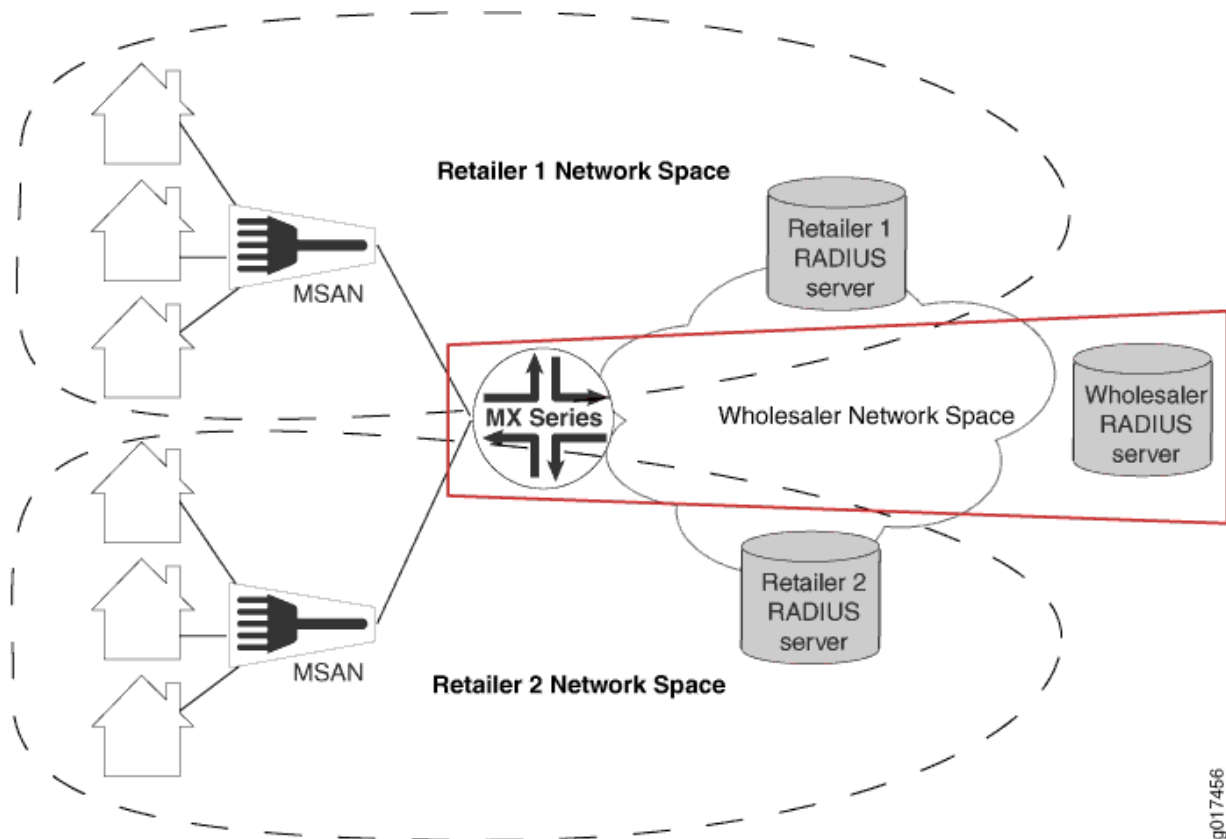 Retailer 1 Network Space
Retailer 1
RADIUS
server
MSAN
MX Series
Wholesaler Network Space
Wholesaler
RADIUS
server
Retailer 2
RADIUS
server
MSAN
Retailer 2 Network Space
g017456